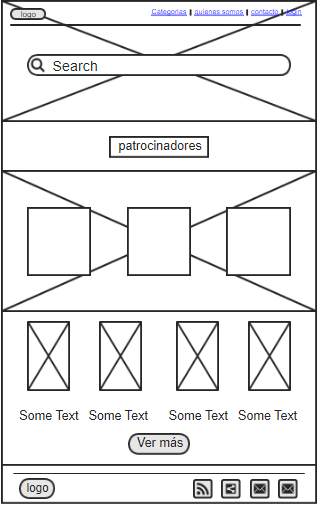 logo
Categorias | quienes somos | contacto | login
Search
patrocinadores
Some Text Some Text Some Text Some Text
Ver más
logo